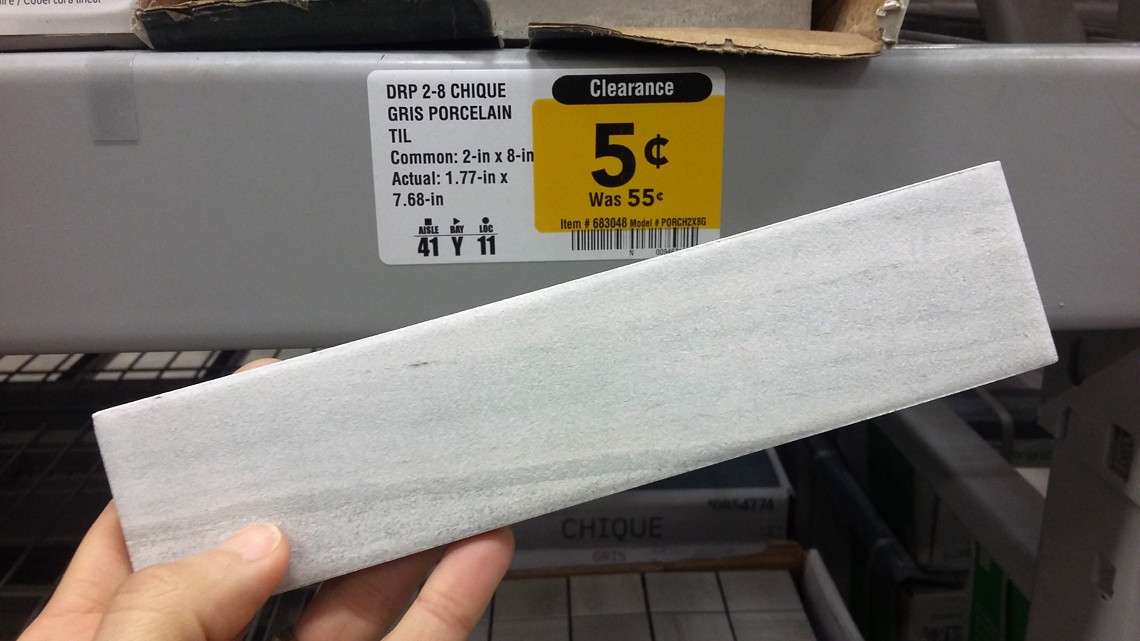 DRP 2-8 CHIQUE
GRIS PORCELAIN
TIL
Common: 2-in x 8-in
Actual: 1.77-in x
7.68-in
AISLE BAY LOC
41 Y 11
Clearance
5¢
Was 55¢
Item # 683048 Model # PORCH2X8G
N
CHIQUE
GRIS